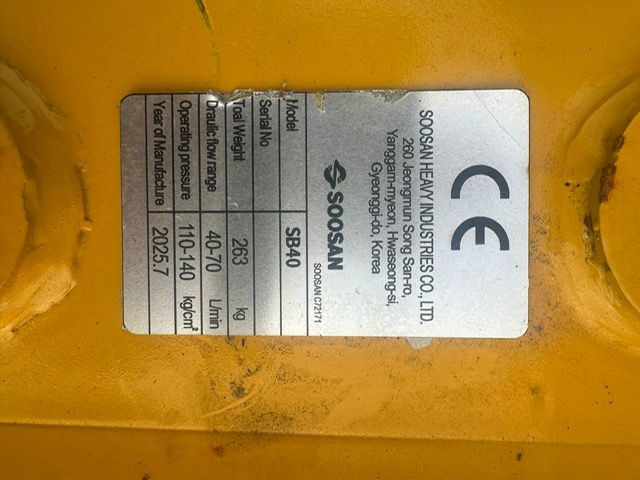 CE
SOOSAN HEAVY INDUSTRIES CO., LTD.
260 Jeongmun Song San-ro,
Yanggam-myeon, Hwaseong-si,
Gyeonggi-do, Korea
SOOSAN
SOOSAN C72171
Model SB40
Serial No
Toal Weight 263 kg
Draulic flow range 40-70 L/min
Operating pressure 110-140 kg/cm²
Year of Manufacture 2025.7